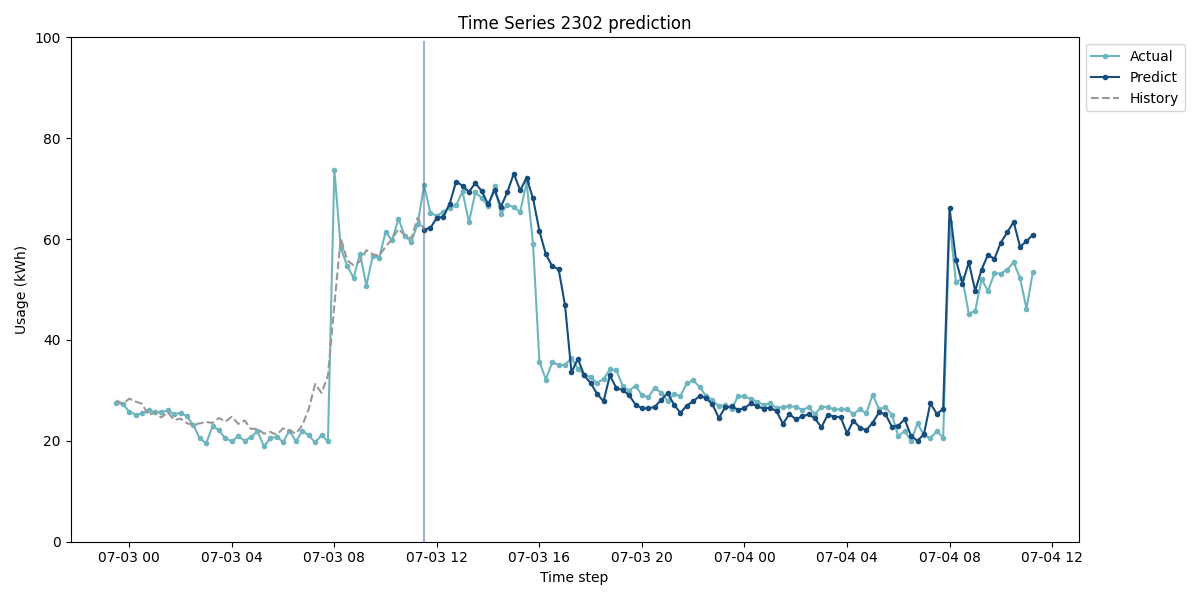 Time Series 2302 prediction
100
80
60
40
20
0
Usage (kWh)
07-03 00
07-03 04
07-03 08
07-03 12
07-03 16
07-03 20
07-04 00
07-04 04
07-04 08
07-04 12
Time step
Actual
Predict
History